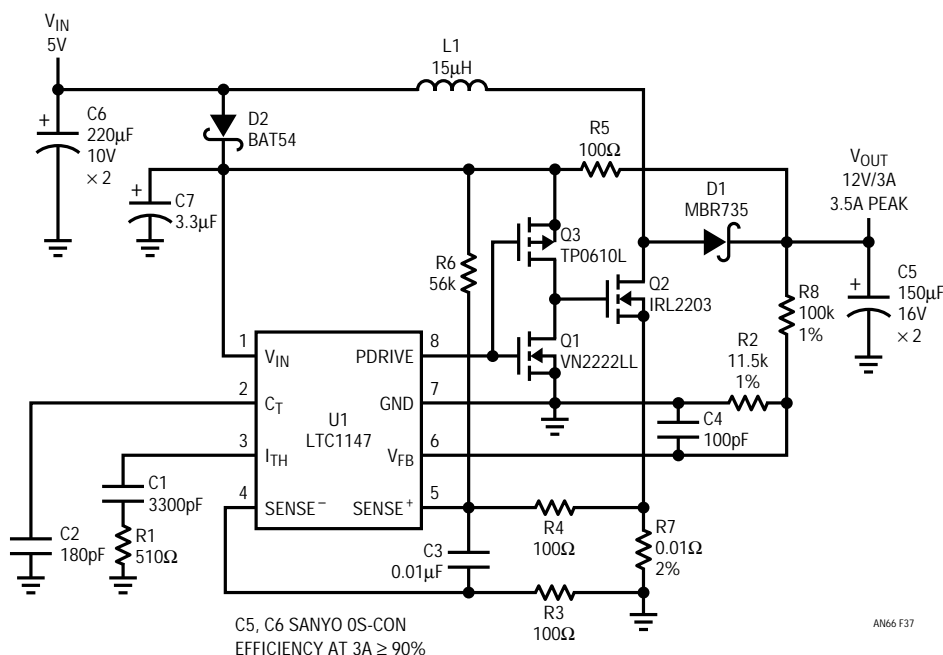 VIN
5V
L1
15µH
C6
220µF
10V
× 2
+
D2
BAT54
R5
100Ω
VOUT
12V/3A
3.5A PEAK
D1
MBR735
+
C7
3.3µF
Q3
TP0610L
R6
56k
Q2
IRL2203
+
C5
150µF
16V
× 2
R8
100k
1%
Q1
VN2222LL
R2
11.5k
1%
1
VIN
PDRIVE
8
2
CT
GND
7
U1
LTC1147
C4
100pF
3
ITH
VFB
6
4
SENSE–
SENSE+
5
C1
3300pF
R1
510Ω
C2
180pF
R4
100Ω
R7
0.01Ω
2%
C3
0.01µF
R3
100Ω
C5, C6 SANYO 0S-CON
EFFICIENCY AT 3A ≥ 90%
AN66 F37